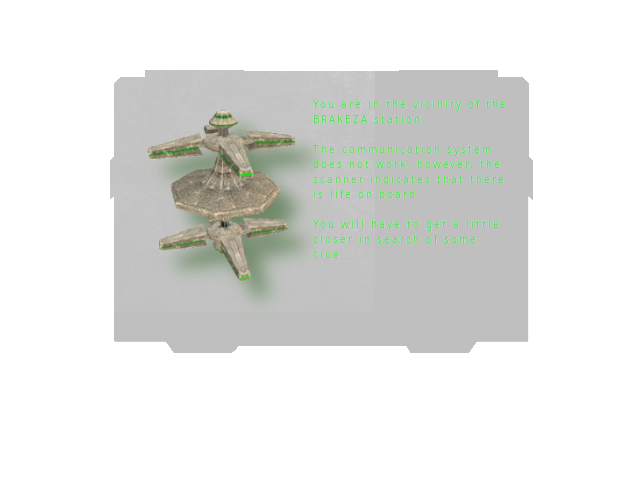 You are in the vicinity of the
BRAKEZA station.
The communication system
does not work, however, the
scanner indicates that there
is life on board.
You will have to get a little
closer in search of some
clue...